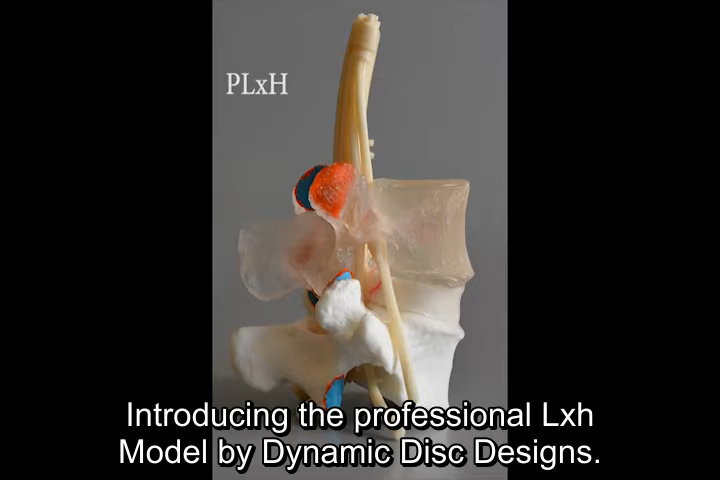 PLxH
Introducing the professional Lxh
Model by Dynamic Disc Designs.